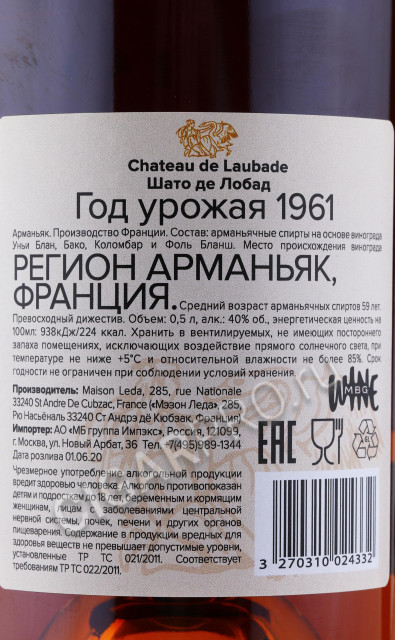 Chateau de Laubade
Шато де Лобад
Год урожая 1961
Арманьяк. Производство Франции. Состав: арманьячные спирты на основе винограда
Уньи Блан, Бако, Коломбар и Фоль Бланш. Место происхождения винограда
РЕГИОН АРМАНЬЯК,
ФРАНЦИЯ. Средний возраст арманьячных спиртов 59 лет.
Превосходный дижестив. Объем: 0,5 л, алк.: 40% об., энергетическая ценность на
100мл: 938кДж/224 ккал. Хранить в вентилируемых, не имеющих постороннего
запаха помещениях, исключающих воздействие прямого солнечного света, при
температуре не ниже +5°С и относительной влажности не более 85%. Срок
годности не ограничен при соблюдении условий хранения.
Производитель: Maison Leda, 285, rue Nationale
33240 St Andre De Cubzac, France («Мэзон Леда», 285,
Рю Насьёналь 33240 Ст Андрэ дё Кюбзак, Франция)
Импортер: АО «МБ группа Импэкс», Россия, 121099,
г. Москва, ул. Новый Арбат, 36 Тел. +7(495)989-1344
Дата розлива 01.06.20
WINE
MBG
EAC
Чрезмерное употребление алкогольной продукции
вредит здоровью человека. Алкоголь противопоказан
детям и подросткам до 18 лет, беременным и кормящим
женщинам, лицам с заболеваниями центральной
нервной системы, почек, печени и других органов
пищеварения. Содержание в продукции вредных для
здоровья веществ не превышает допустимые уровни,
установленные ТР ТС 021/2011. Соответствует
требованиям ТР ТС 022/2011.
3 270310 024332